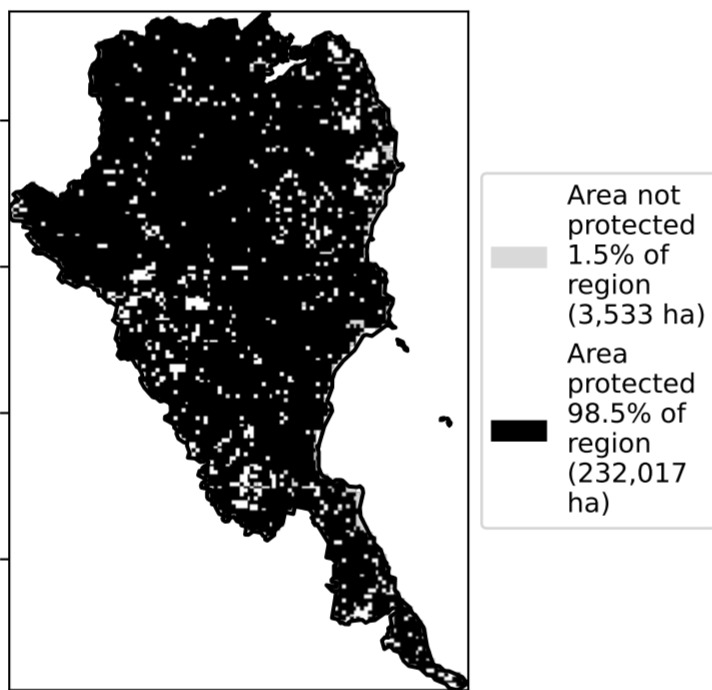 Area not
protected
1.5% of
region
(3,533 ha)
Area
protected
98.5% of
region
(232,017
ha)